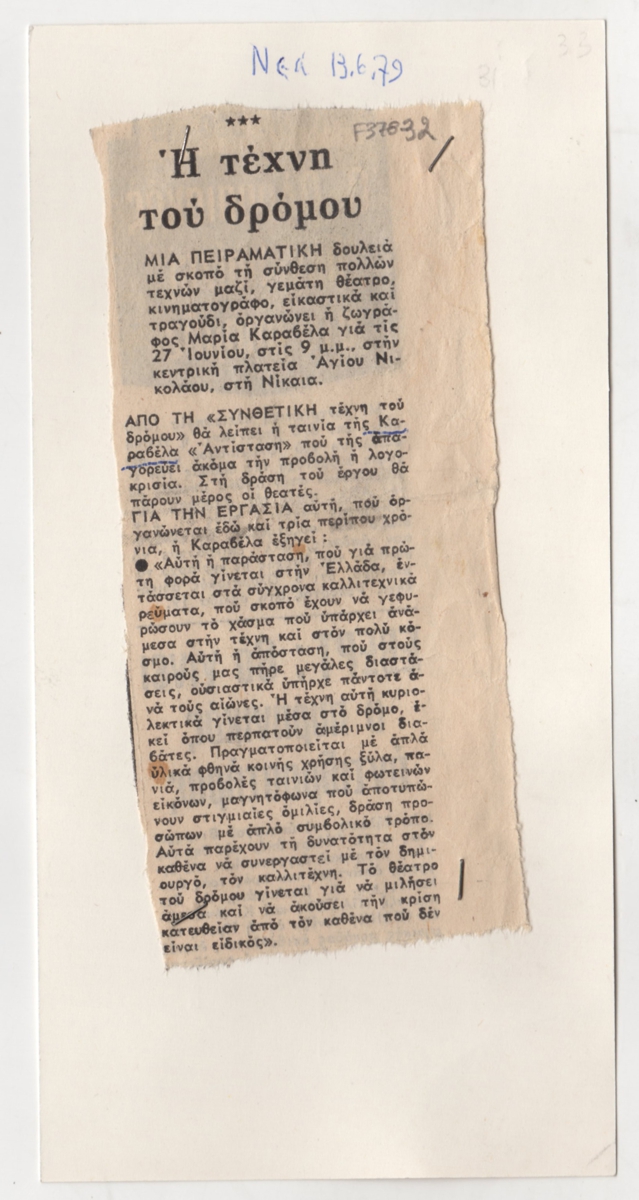 ΝΕΑ 13.6.79
33
31
***
F37632
Ἡ τέχνη
τοῦ δρόμου
ΜΙΑ ΠΕΙΡΑΜΑΤΙΚΗ δουλειὰ
μὲ σκοπὸ τὴ σύνθεση πολλῶν
τεχνῶν μαζί, γεμάτη θέατρο,
κινηματογράφο, εἰκαστικὰ καὶ
τραγούδι, ὀργανώνει ἡ ζωγρά-
φος Μαρία Καραβέλα γιὰ τὶς
27 Ἰουνίου, στὶς 9 μ.μ., στὴν
κεντρικὴ πλατεία Ἁγίου Νι-
κολάου, στὴ Νίκαια.
ΑΠΟ ΤΗ «ΣΥΝΘΕΤΙΚΗ τέχνη τοῦ
δρόμου» θὰ λείπει ἡ ταινία τῆς Κα-
ραβέλα «Ἀντίσταση» ποὺ τῆς ἀπα-
γορεύει ἀκόμα τὴν προβολὴ ἡ λογο-
κρισία. Στὴ δράση τοῦ ἔργου θὰ
πάρουν μέρος οἱ θεατές.
ΓΙΑ ΤΗΝ ΕΡΓΑΣΙΑ αὐτή, ποὺ ὀρ-
γανώνεται ἐδῶ καὶ τρία περίπου χρό-
νια, ἡ Καραβέλα ἐξηγεῖ :
● «Αὐτὴ ἡ παράσταση, ποὺ γιὰ πρώ-
τη φορὰ γίνεται στὴν Ἑλλάδα, ἐν-
τάσσεται στὰ σύγχρονα καλλιτεχνικὰ
ρεύματα, ποὺ σκοπὸ ἔχουν νὰ γεφυ-
ρώσουν τὸ χάσμα ποὺ ὑπάρχει ἀνά-
μεσα στὴν τέχνη καὶ στὸν πολὺ κό-
σμο. Αὐτὴ ἡ ἀπόσταση, ποὺ στοὺς
καιροὺς μας πῆρε μεγάλες διαστά-
σεις, οὐσιαστικὰ ὑπῆρχε πάντοτε ἀ-
νὰ τοὺς αἰῶνες. Ἡ τέχνη αὐτὴ κυριο-
λεκτικὰ γίνεται μέσα στὸ δρόμο, ἐ-
κεῖ ὅπου περπατοῦν ἀμέριμνοι δια-
βάτες. Πραγματοποιεῖται μὲ ἁπλὰ
ὑλικὰ φθηνὰ κοινῆς χρήσης ξύλα, πα-
νιά, προβολὲς ταινιῶν καὶ φωτεινῶν
εἰκόνων, μαγνητόφωνα ποὺ ἀποτυπώ-
νουν στιγμιαῖες ὁμιλίες, δράση προ-
σώπων μὲ ἁπλὸ συμβολικὸ τρόπο.
Αὐτὰ παρέχουν τὴ δυνατότητα στὸν
καθένα νὰ συνεργαστεῖ μὲ τὸν δημι-
ουργό, τὸν καλλιτέχνη. Τὸ θέατρο
τοῦ δρόμου γίνεται γιὰ νὰ μιλήσει
ἄμεσα καὶ νὰ ἀκούσει τὴν κρίση
κατευθείαν ἀπὸ τὸν καθένα ποὺ δὲν
εἶναι εἰδικὸς».